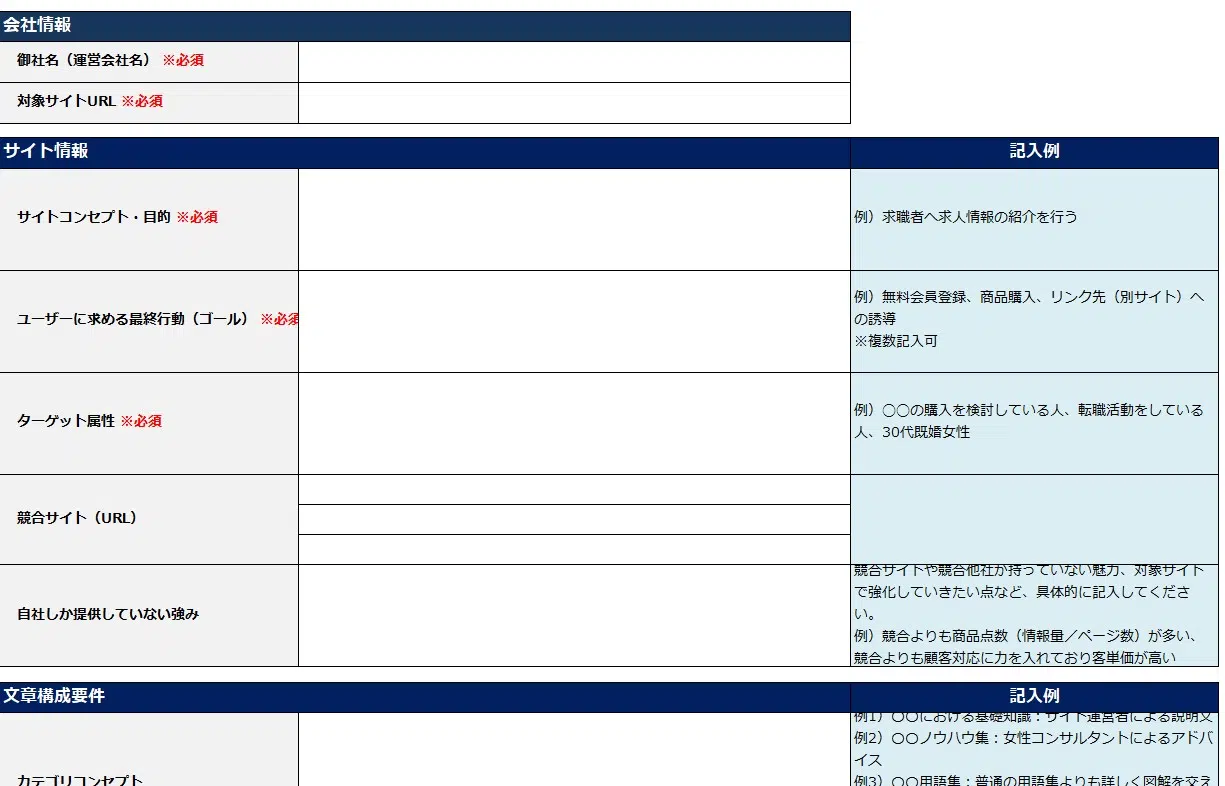 会社情報
御社名（運営会社名） ※必須
対象サイトURL ※必須
サイト情報
記入例
サイトコンセプト・目的 ※必須
例）求職者へ求人情報の紹介を行う
ユーザーに求める最終行動（ゴール） ※必須
例）無料会員登録、商品購入、リンク先（別サイト）へ
の誘導
※複数記入可
ターゲット属性 ※必須
例）○○の購入を検討している人、転職活動をしている
人、30代既婚女性
競合サイト（URL）
自社しか提供していない強み
競合サイトや競合他社が持っていない魅力、対象サイト
で強化していきたい点など、具体的に記入してくださ
い。
例）競合よりも商品点数（情報量／ページ数）が多い、
競合よりも顧客対応に力を入れており客単価が高い
文章構成要件
記入例
カテゴリコンセプト
例1）○○における基礎知識：サイト運営者による説明文
例2）○○ノウハウ集：女性コンサルタントによるアドバ
イス
例3）○○用語集：普通の用語集よりも詳しく図解を交え